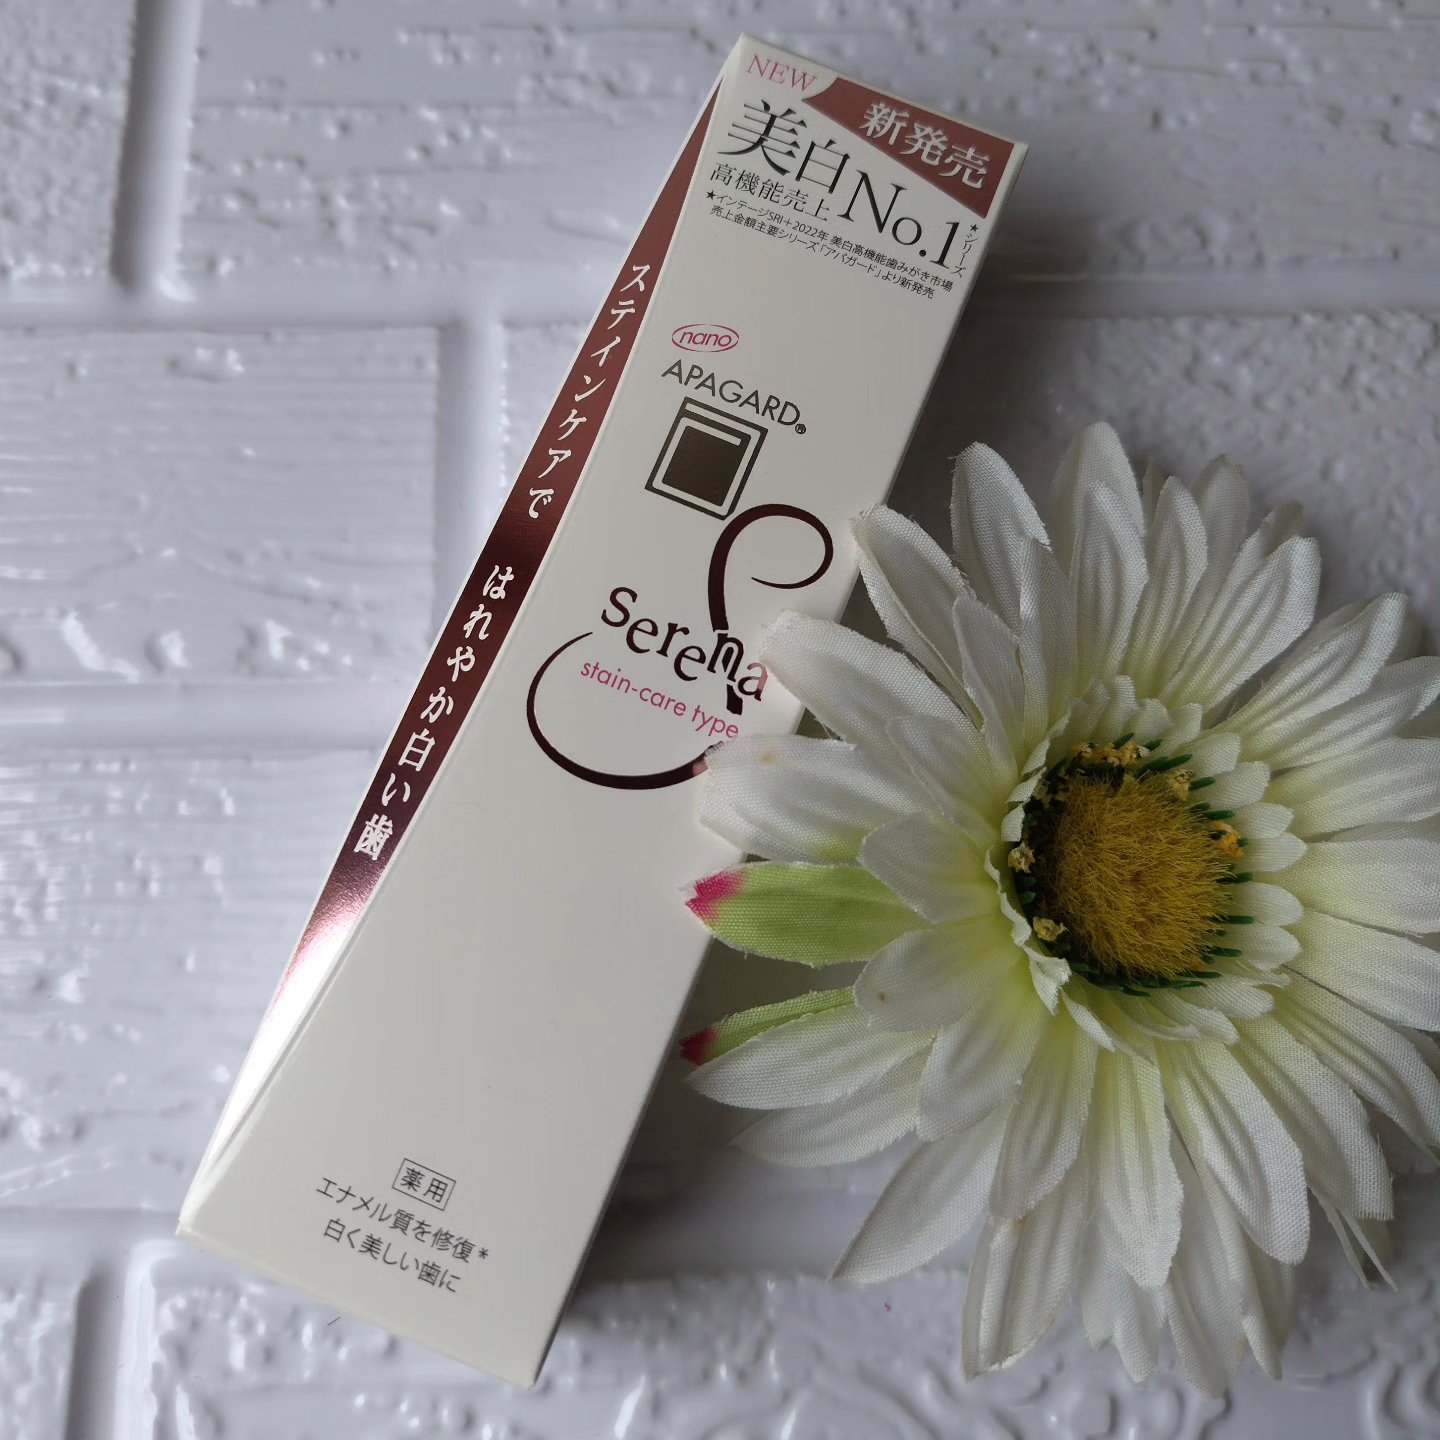 NEW
新発売
美白No.1
高機能売上
★シリーズ
★インテージSRI+2022年 美白高機能歯みがき市場
売上金額主要シリーズ「アパガード」より新発売
nano
APAGARD®
Serena
stain-care type
ステインケアで はれやか白い歯
薬用
エナメル質を修復*
白く美しい歯に